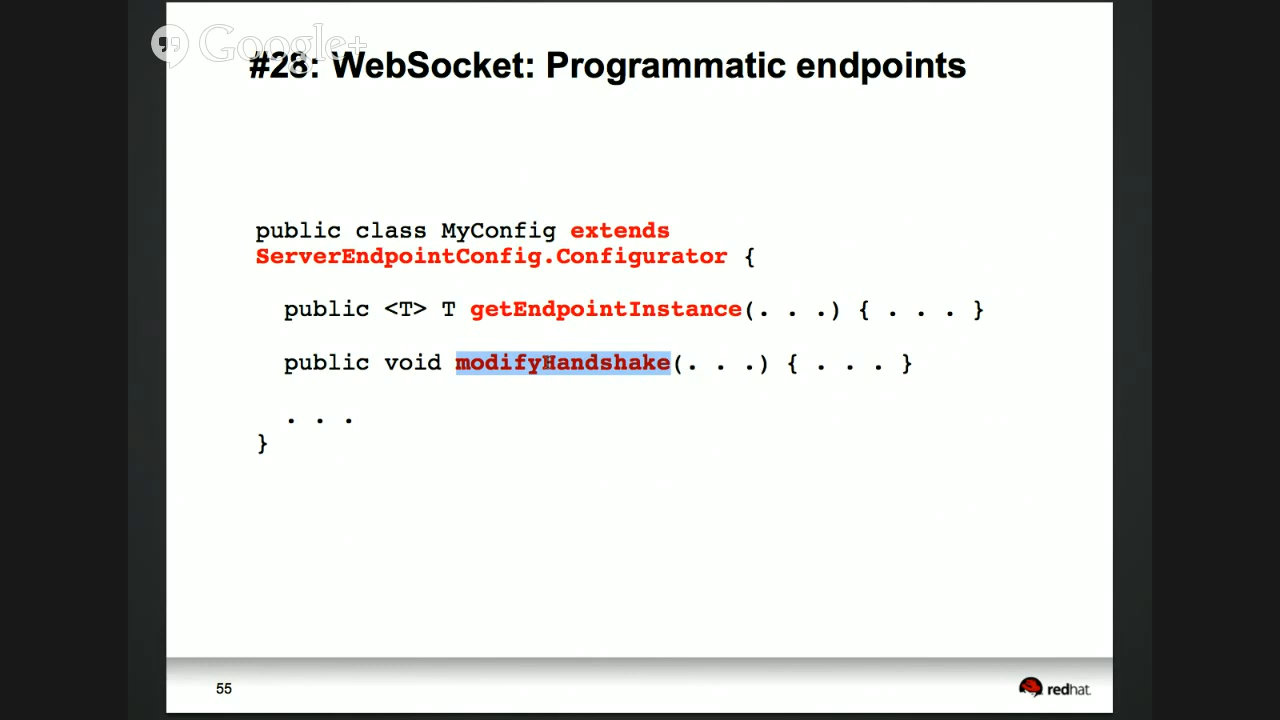 Google+
#28: WebSocket: Programmatic endpoints
public class MyConfig extends
ServerEndpointConfig.Configurator {
public <T> T getEndpointInstance(. . .) { . . . }
public void modifyHandshake(. . .) { . . . }
. . .
}
55
redhat.